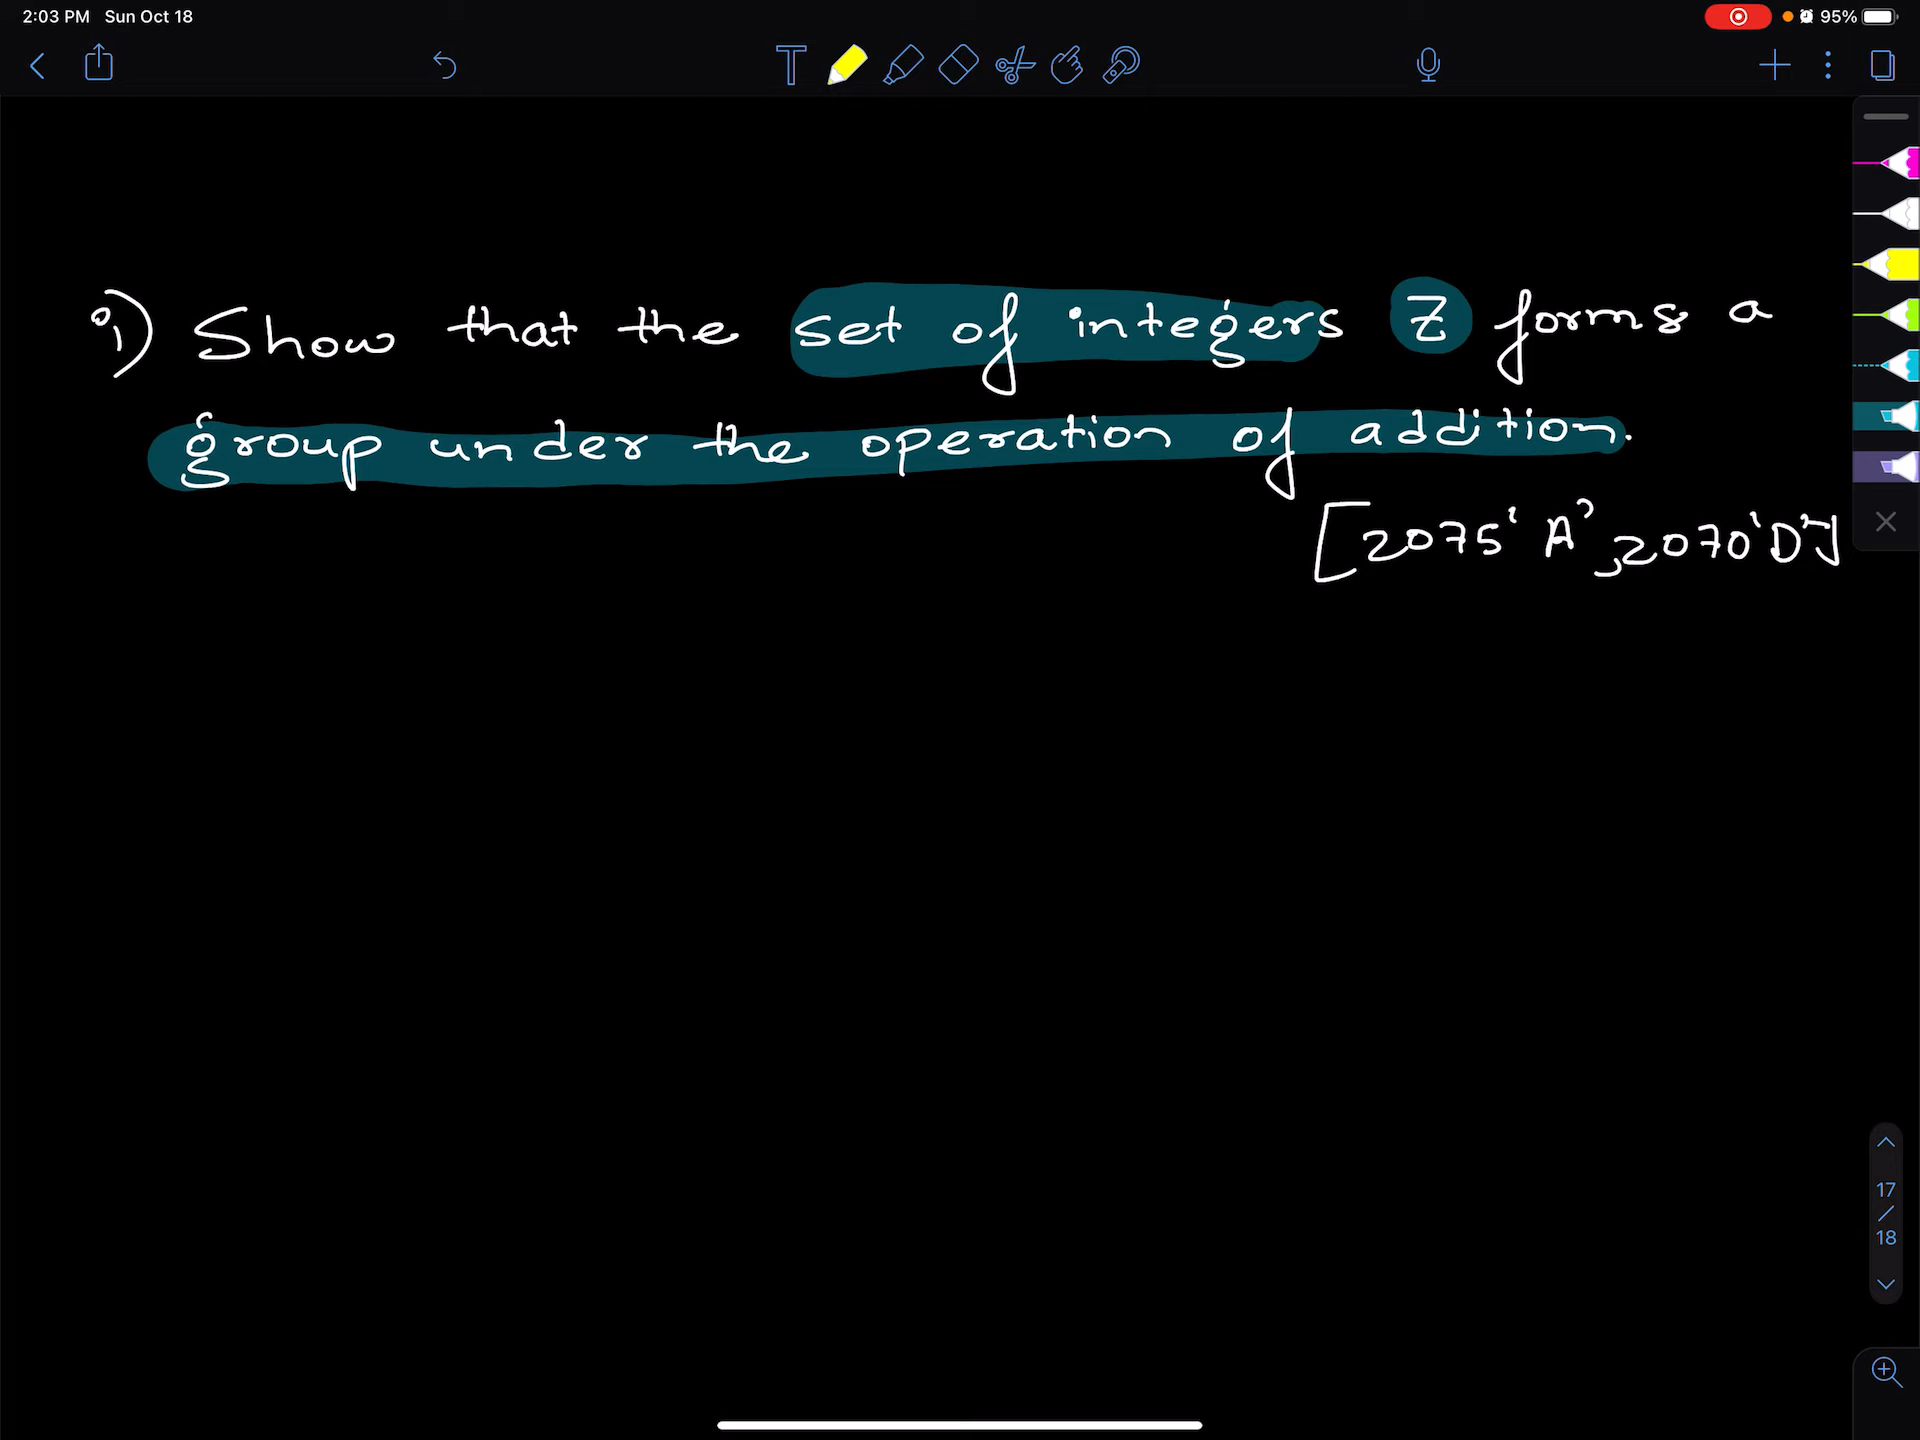 2:03 PM Sun Oct 18
95%
i) Show that the set of integers Z forms a
group under the operation of addition.
[2075 'A', 2070 'D']
17
/
18